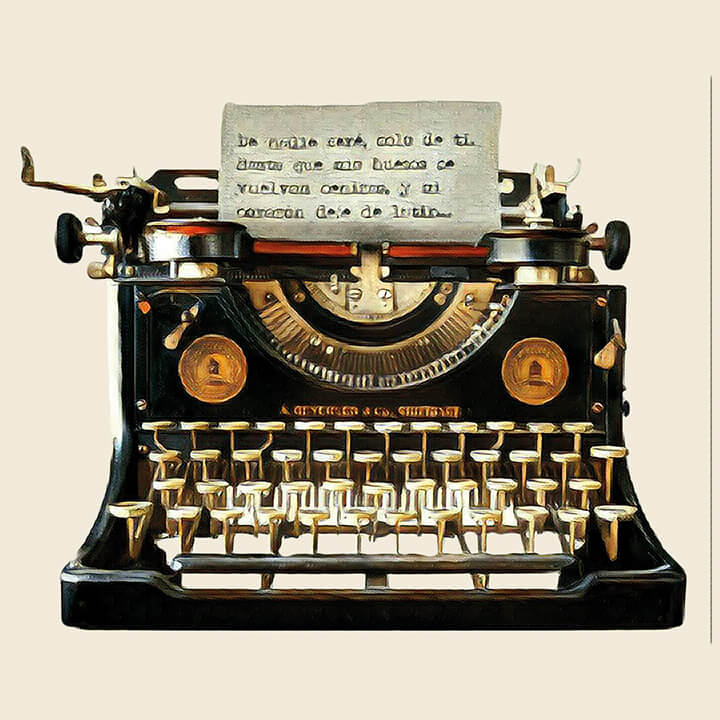 De nadie seré, solo de ti.
Hasta que mis huesos se
vuelvan cenizas, y mi
corazón deje de latir...